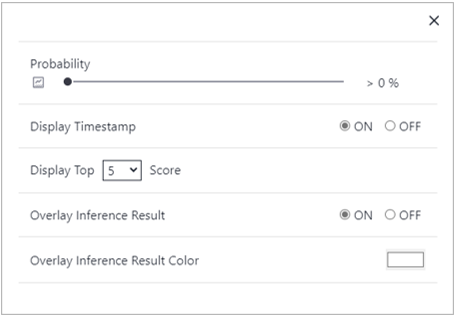 Probability
> 0 %
Display Timestamp ON OFF
Display Top 5 Score
Overlay Inference Result ON OFF
Overlay Inference Result Color